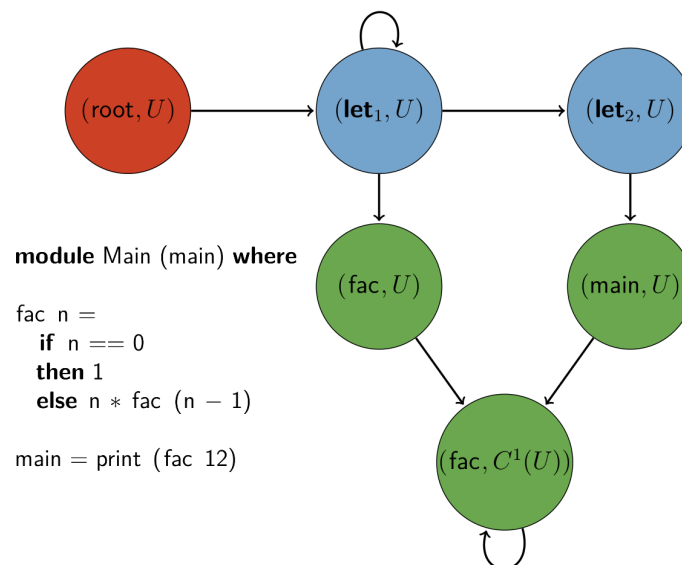 (root, U)
(let₁, U)
(let₂, U)
(fac, U)
(main, U)
(fac, C¹(U))
module Main (main) where
fac n =
if n == 0
then 1
else n * fac (n − 1)
main = print (fac 12)